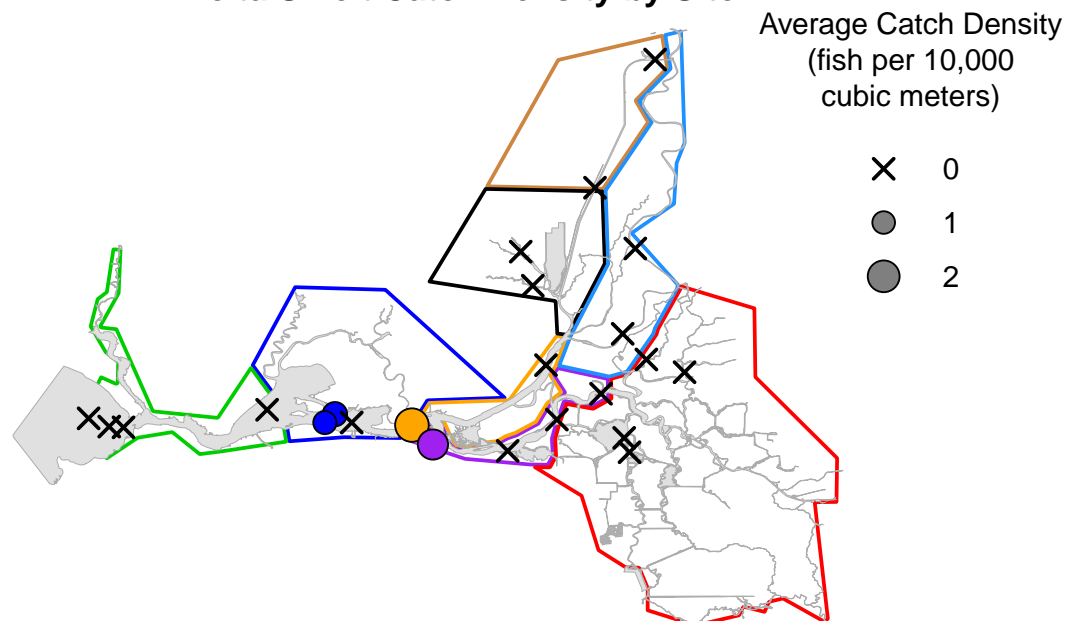 Average Catch Density
(fish per 10,000
cubic meters)
0
1
2